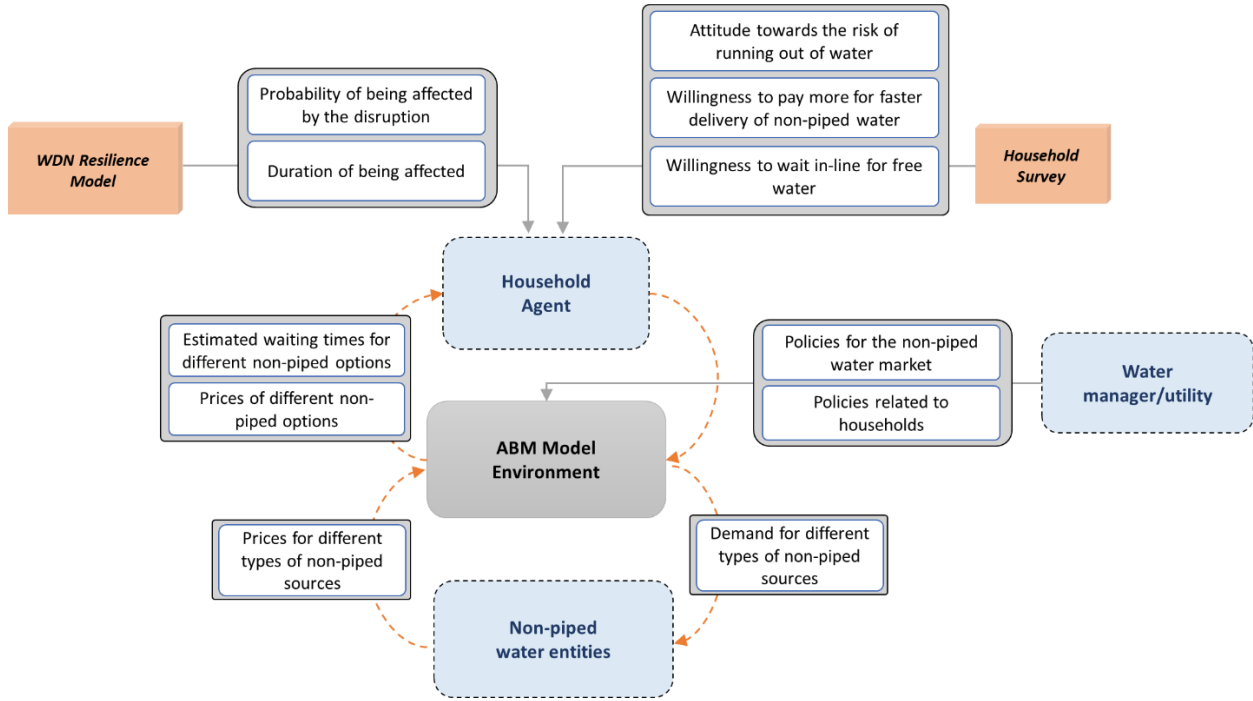 Attitude towards the risk of
running out of water
Willingness to pay more for faster
delivery of non-piped water
Willingness to wait in-line for free
water
Probability of being affected
by the disruption
Duration of being affected
WDN Resilience
Model
Household
Survey
Household
Agent
Estimated waiting times for
different non-piped options
Prices of different non-
piped options
Policies for the non-piped
water market
Policies related to
households
Water
manager/utility
ABM Model
Environment
Prices for different
types of non-piped
sources
Demand for different
types of non-piped
sources
Non-piped
water entities